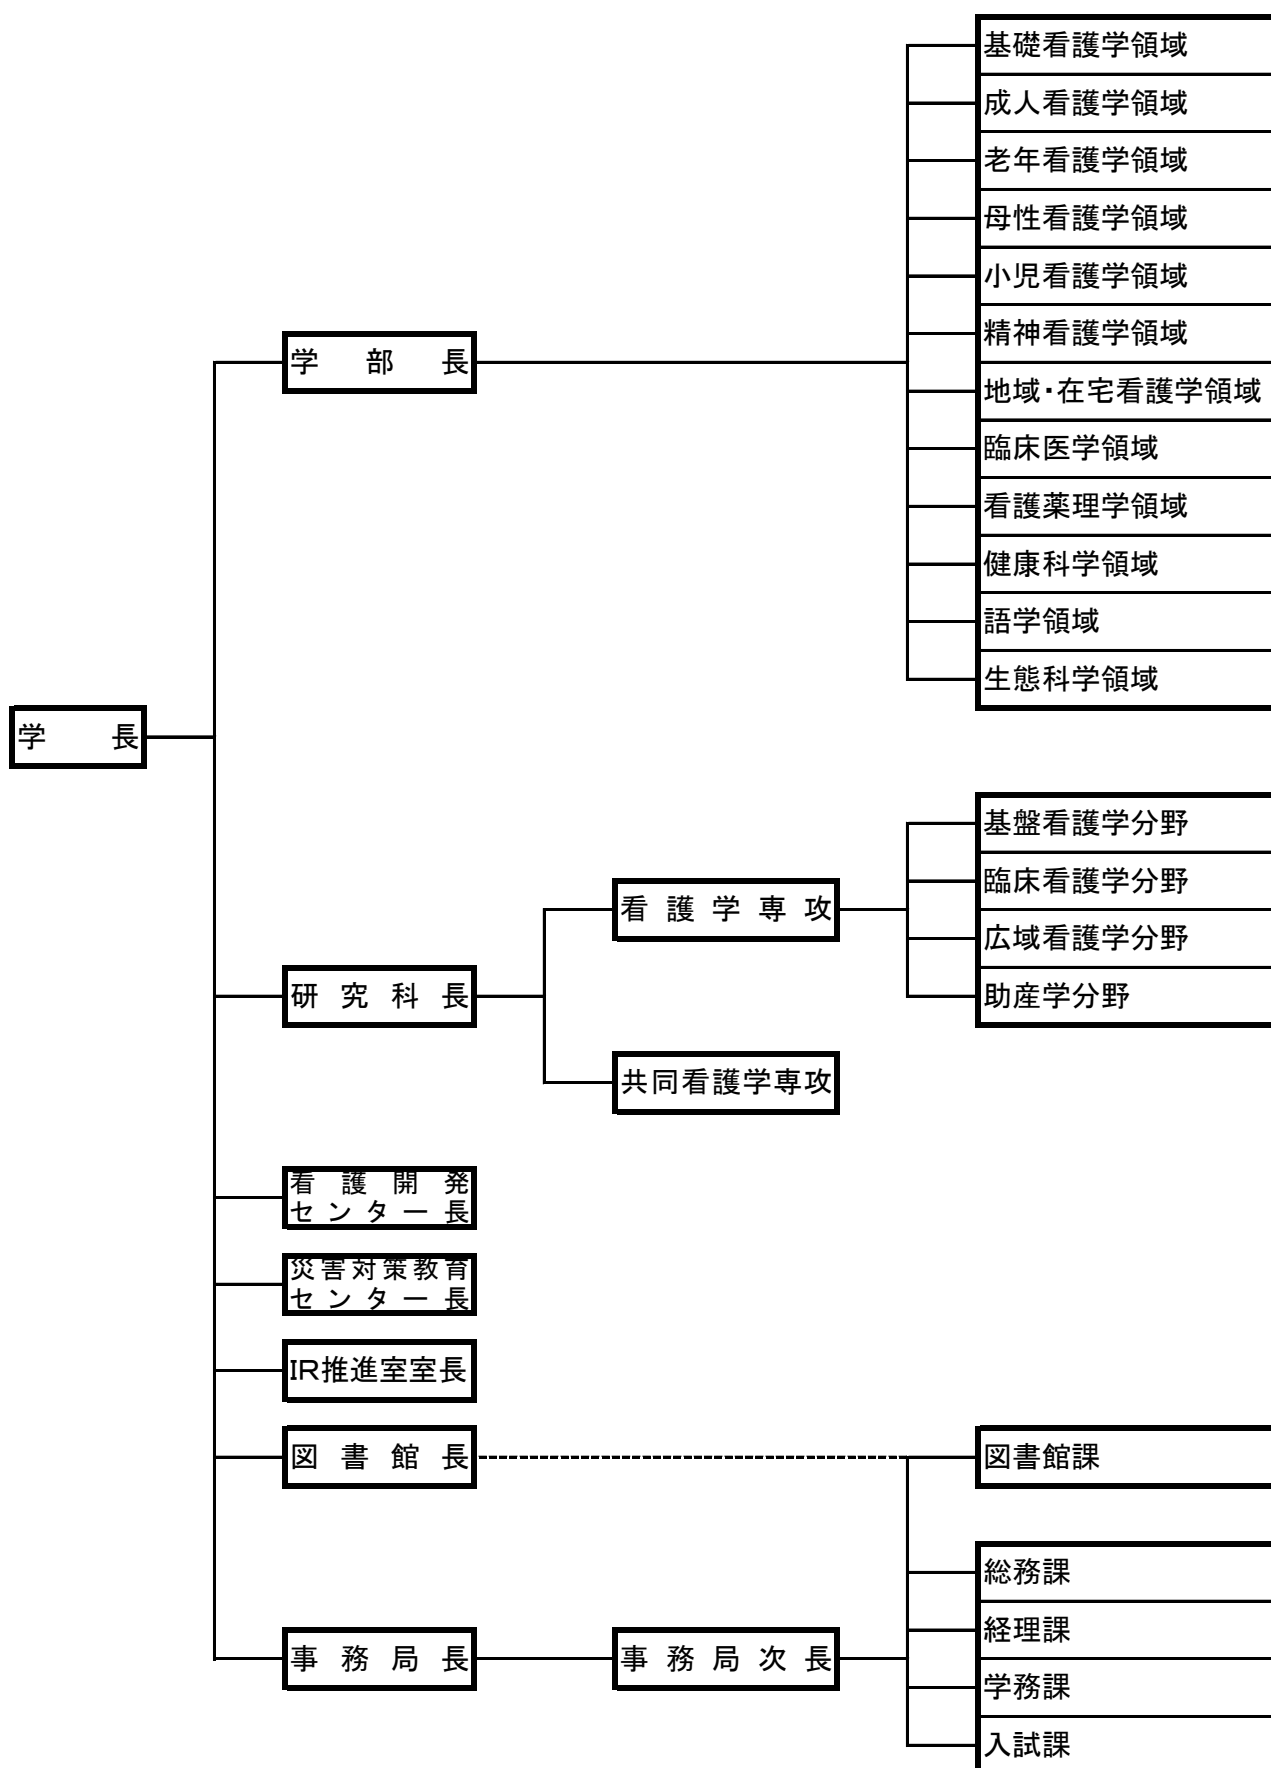 基礎看護学領域
成人看護学領域
老年看護学領域
母性看護学領域
小児看護学領域
精神看護学領域
学部長
地域・在宅看護学領域
臨床医学領域
看護薬理学領域
健康科学領域
語学領域
生態科学領域
学長
基盤看護学分野
臨床看護学分野
看護学専攻
広域看護学分野
研究科長
助産学分野
共同看護学専攻
看護開発
センター長
災害対策教育
センター長
IR推進室室長
図書館長
図書館課
総務課
経理課
事務局長
事務局次長
学務課
入試課